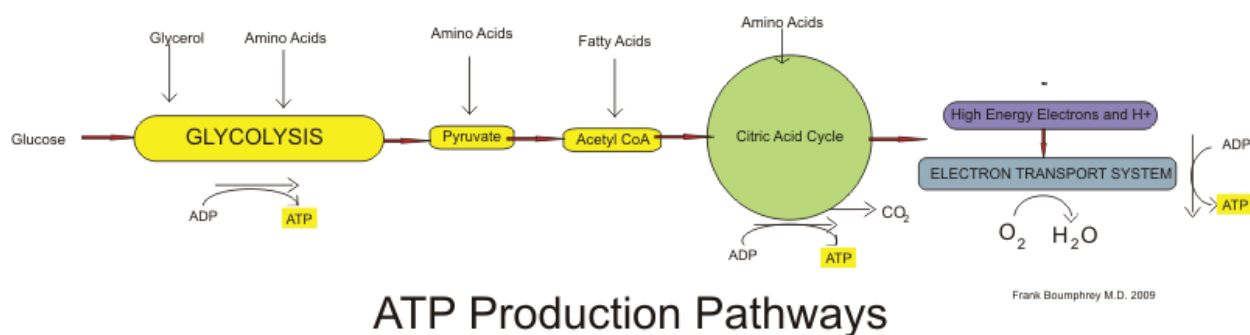 Glycerol
Amino Acids
Amino Acids
Fatty Acids
Amino Acids
Glucose
GLYCOLYSIS
Pyruvate
Acetyl CoA
Citric Acid Cycle
High Energy Electrons and H+
ELECTRON TRANSPORT SYSTEM
ADP
ATP
ADP
ATP
CO2
ADP
ATP
O2
H2O
Frank Boumphrey M.D. 2009
ATP Production Pathways